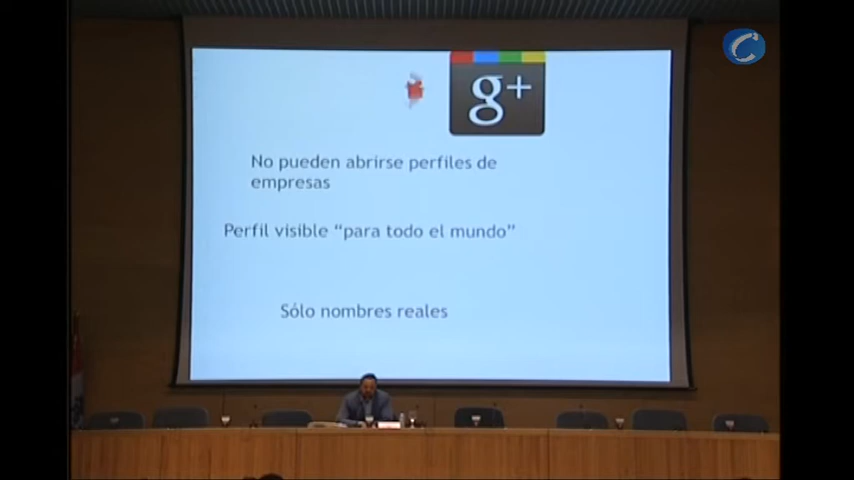 g+
No pueden abrirse perfiles de
empresas
Perfil visible “para todo el mundo”
Sólo nombres reales